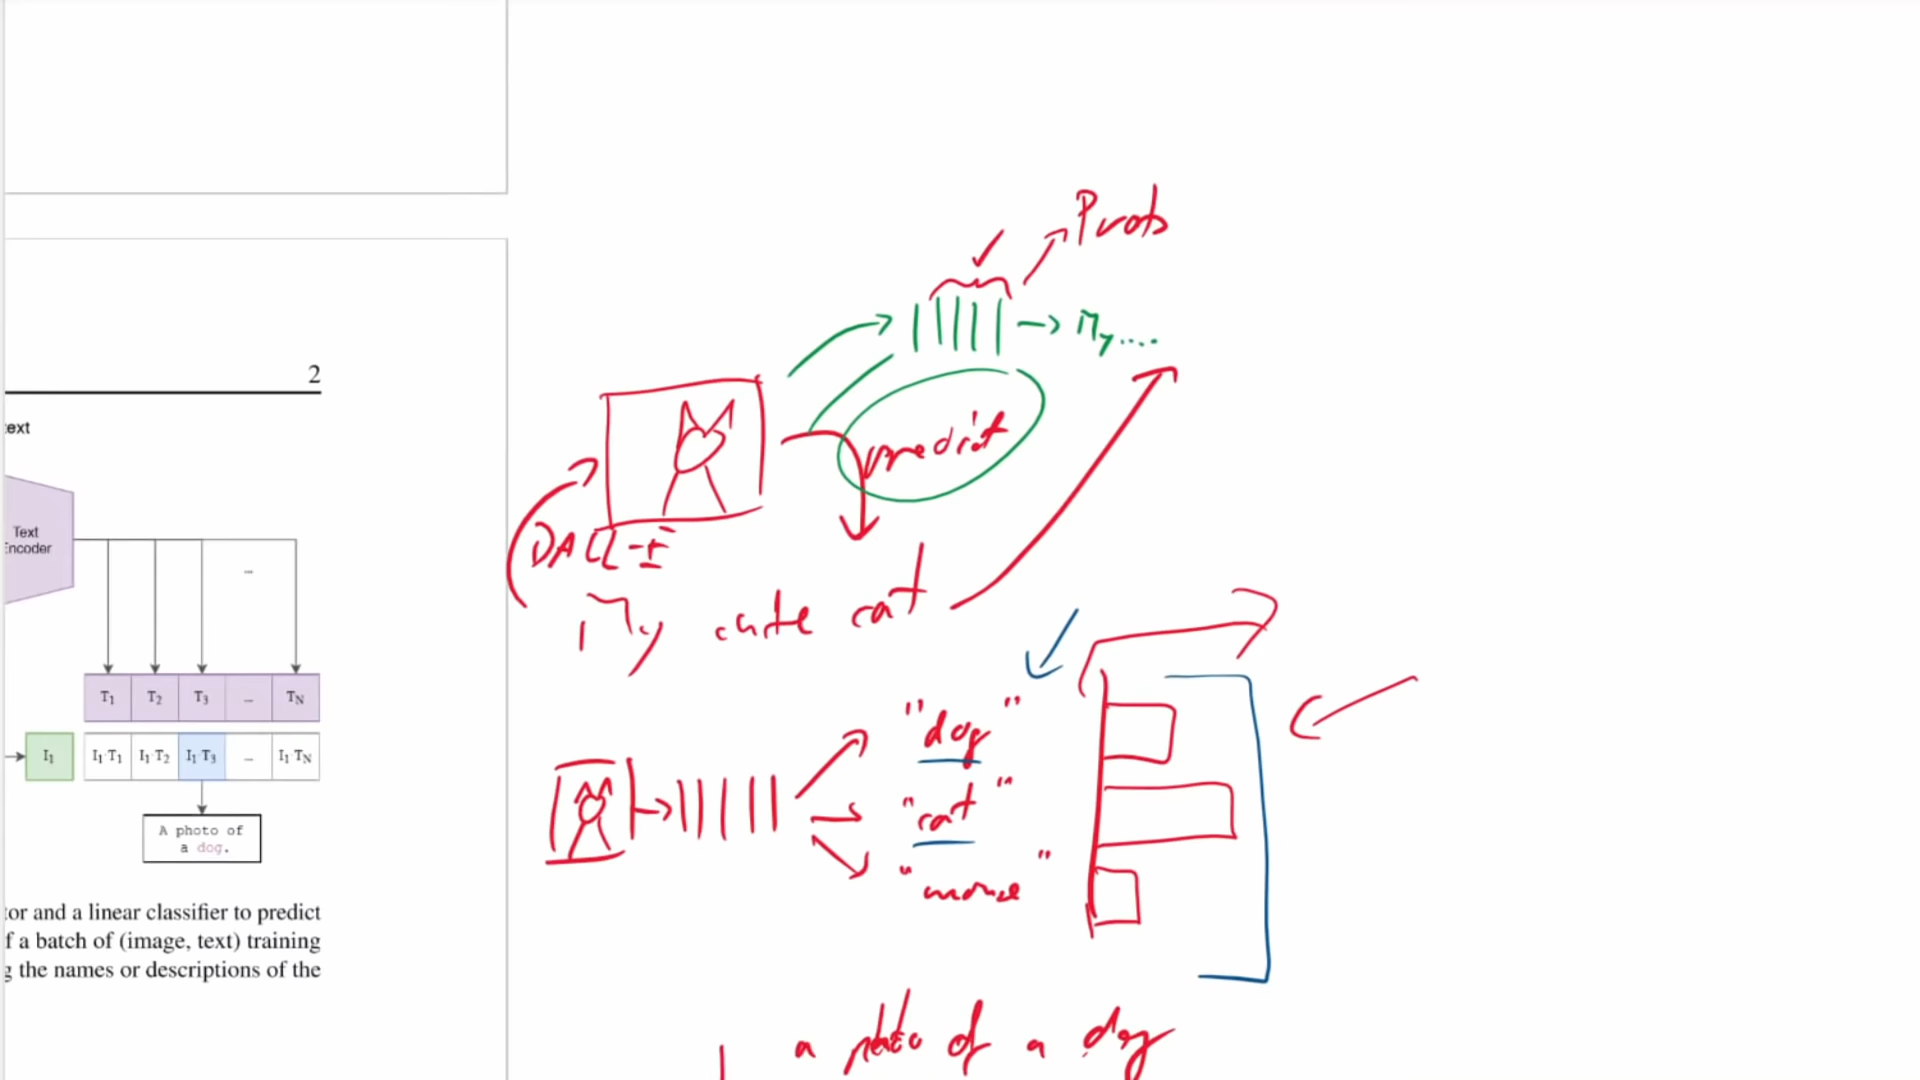 2
ext
Text
Encoder
...
T1 T2 T3 ... TN
I1 I1·T1 I1·T2 I1·T3 ... I1·TN
A photo of
a dog.
tor and a linear classifier to predict
f a batch of (image, text) training
g the names or descriptions of the
Prob
My....
predict
DALL-E
My cute cat
"dog"
"cat"
"mouse"
a photo of a dog